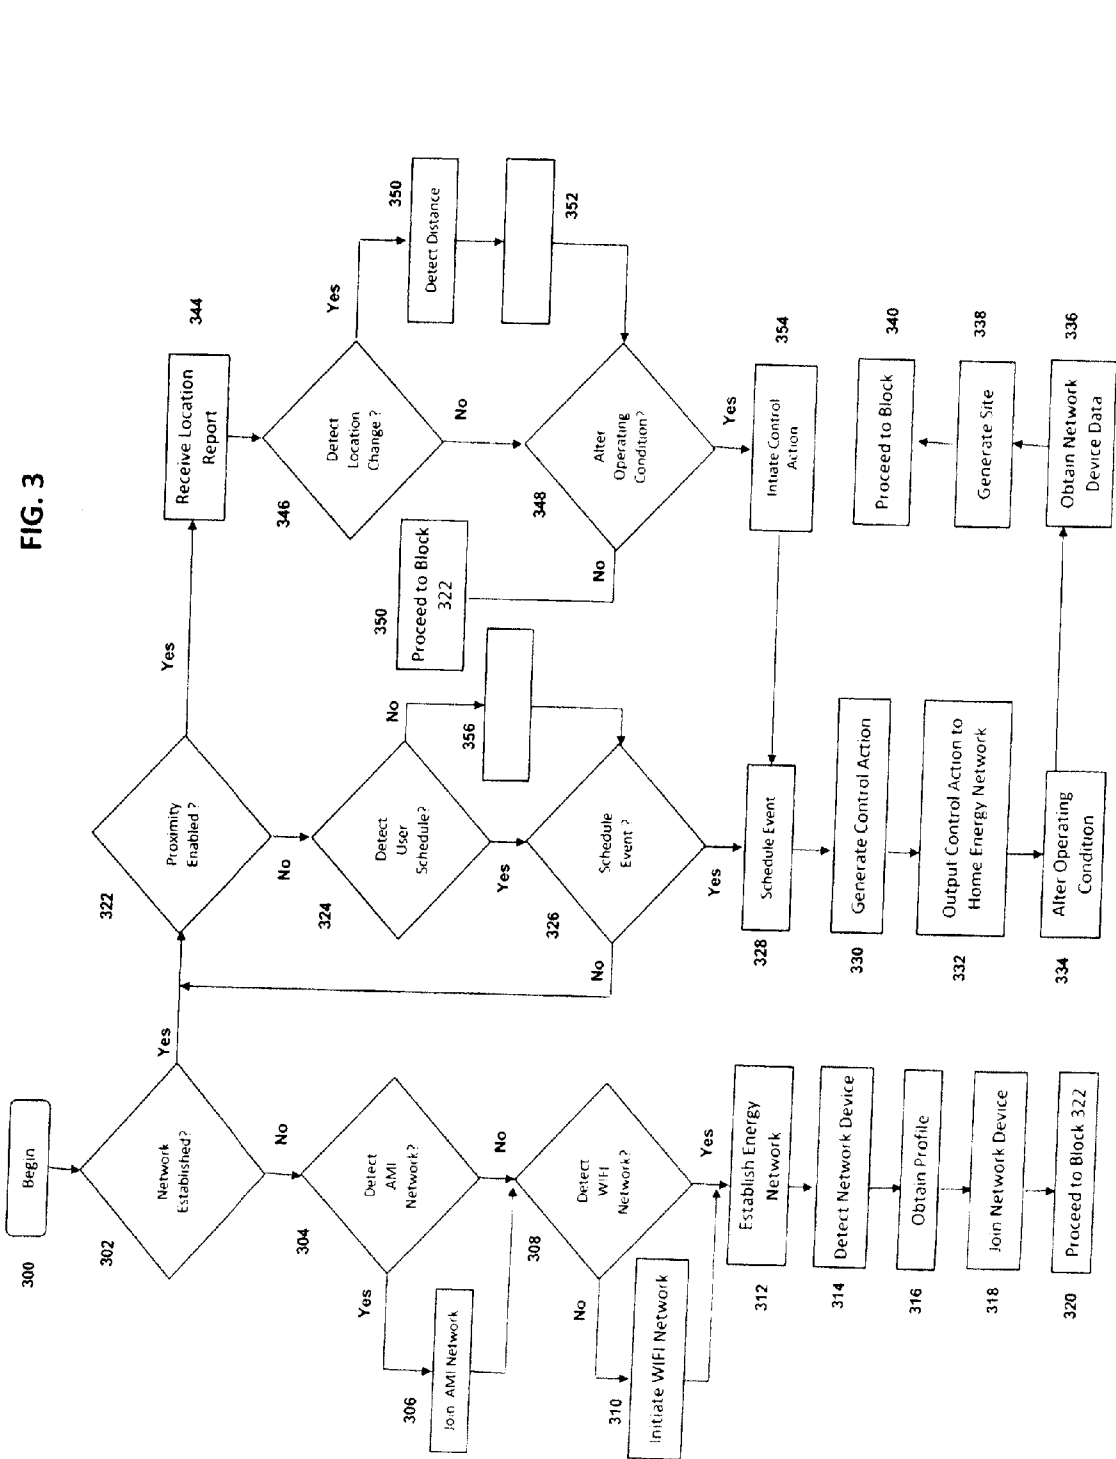 FIG. 3
300
Begin
302
Network
Established?
Yes
No
304
Detect
AMI
Network?
Yes
No
306
Join AMI Network
308
Detect
WIFI
Network?
No
Yes
310
Initiate WIFI Network
312
Establish Energy
Network
314
Detect Network Device
316
Obtain Profile
318
Join Network Device
320
Proceed to Block 322
322
Proximity
Enabled ?
Yes
No
324
Detect
User
Schedule?
No
Yes
356
326
Schedule
Event ?
No
Yes
328
Schedule Event
330
Generate Control Action
332
Output Control Action to
Home Energy Network
334
Alter Operating
Condition
344
Receive Location
Report
346
Detect
Location
Change ?
Yes
No
350
Detect Distance
352
348
Alter
Operating
Condition?
No
Yes
350
Proceed to Block
322
354
Intiate Control
Action
340
Proceed to Block
338
Generate Site
336
Obtain Network
Device Data